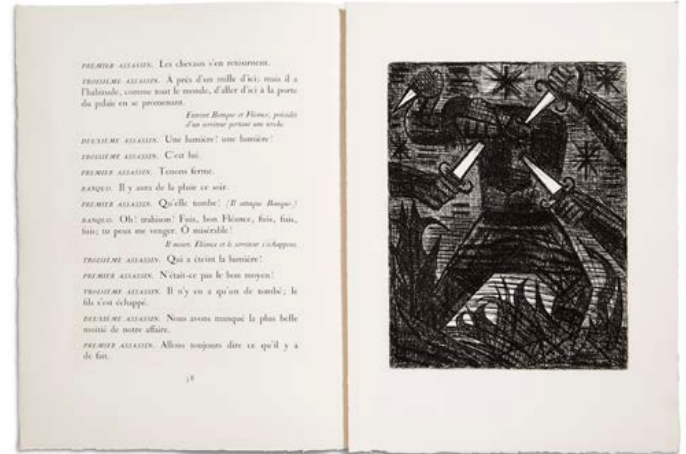 PREMIER ASSASSIN. Les chevaux s'en retournent.
TROISIÈME ASSASSIN. À près d'un mille d'ici; mais il a
l'habitude, comme tout le monde, d'aller d'ici à la porte
du palais en se promenant.
Entrent Banquo et Fléance, précédés
d'un serviteur portant une torche.
DEUXIÈME ASSASSIN. Une lumière! une lumière!
TROISIÈME ASSASSIN. C'est lui.
PREMIER ASSASSIN. Tenons ferme.
BANQUO. Il y aura de la pluie ce soir.
PREMIER ASSASSIN. Qu'elle tombe! (Il attaque Banquo.)
BANQUO. Oh! trahison! Fuis, bon Fléance, fuis, fuis,
fuis; tu peux me venger. Ô misérable!
Il meurt. Fléance et le serviteur s'échappent.
TROISIÈME ASSASSIN. Qui a éteint la lumière?
PREMIER ASSASSIN. N'était-ce pas le bon moyen?
TROISIÈME ASSASSIN. Il n'y en a qu'un de tombé; le
fils s'est échappé.
DEUXIÈME ASSASSIN. Nous avons manqué la plus belle
moitié de notre affaire.
PREMIER ASSASSIN. Allons toujours dire ce qu'il y a
de fait.
58